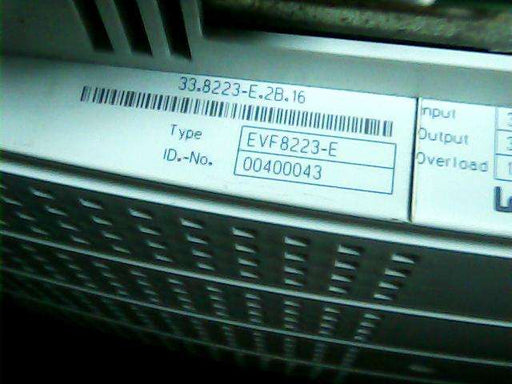 33.8223-E.2B.16
Type EVF8223-E
ID.-No. 00400043
Input
Output
Overload